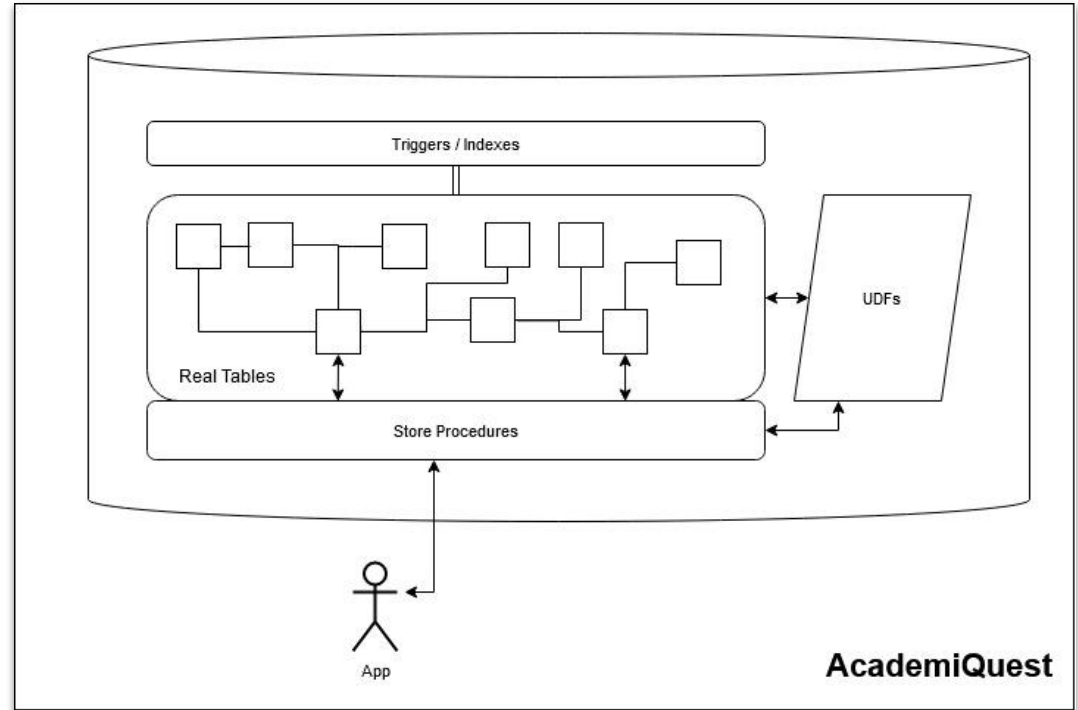 Triggers / Indexes
UDFs
Real Tables
Store Procedures
App
AcademiQuest